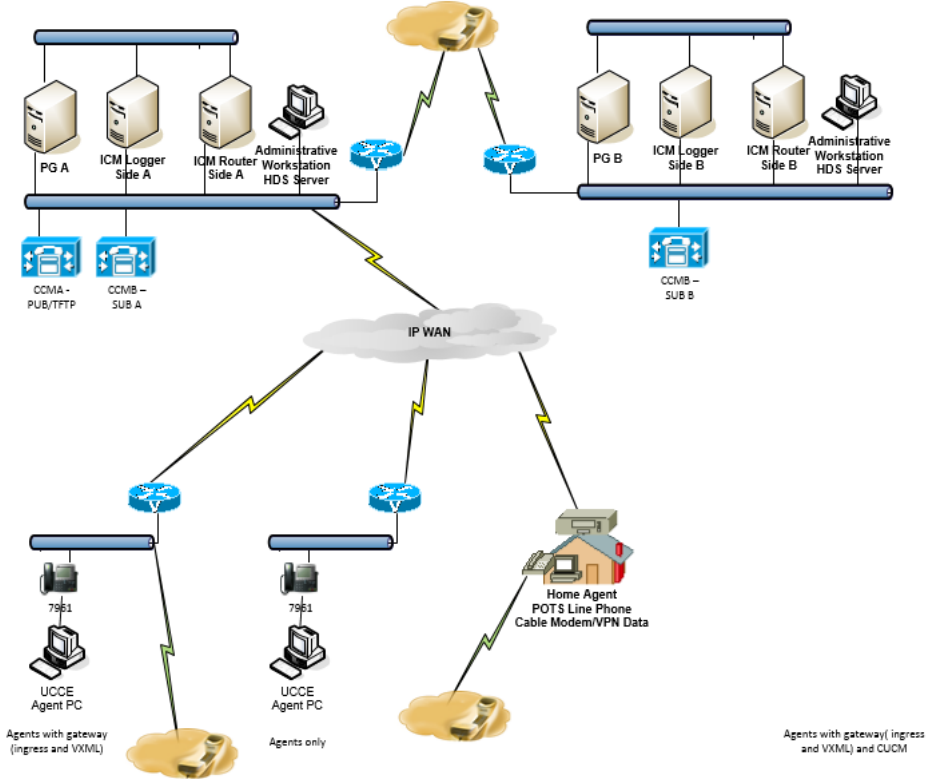 PG A
ICM Logger
Side A
ICM Router
Side A
Administrative
Workstation
HDS Server
V
V
PG B
ICM Logger
Side B
ICM Router
Side B
Administrative
Workstation
HDS Server
CCMA -
PUB/TFTP
CCMB –
SUB A
CCMB –
SUB B
IP WAN
V
V
7961
7961
Home Agent
POTS Line Phone
Cable Modem/VPN Data
UCCE
Agent PC
UCCE
Agent PC
Agents with gateway
(ingress and VXML)
Agents only
Agents with gateway( ingress
and VXML) and CUCM